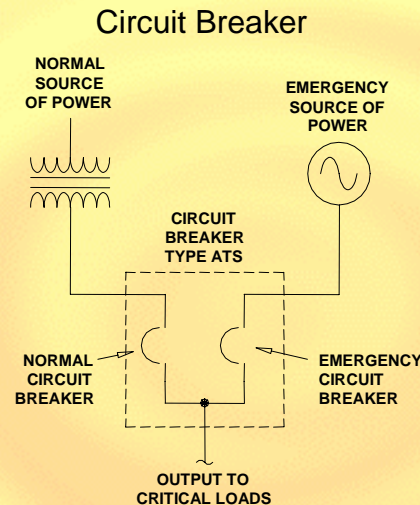 Circuit Breaker
NORMAL
SOURCE
OF POWER
EMERGENCY
SOURCE OF
POWER
CIRCUIT
BREAKER
TYPE ATS
NORMAL
CIRCUIT
BREAKER
EMERGENCY
CIRCUIT
BREAKER
OUTPUT TO
CRITICAL LOADS